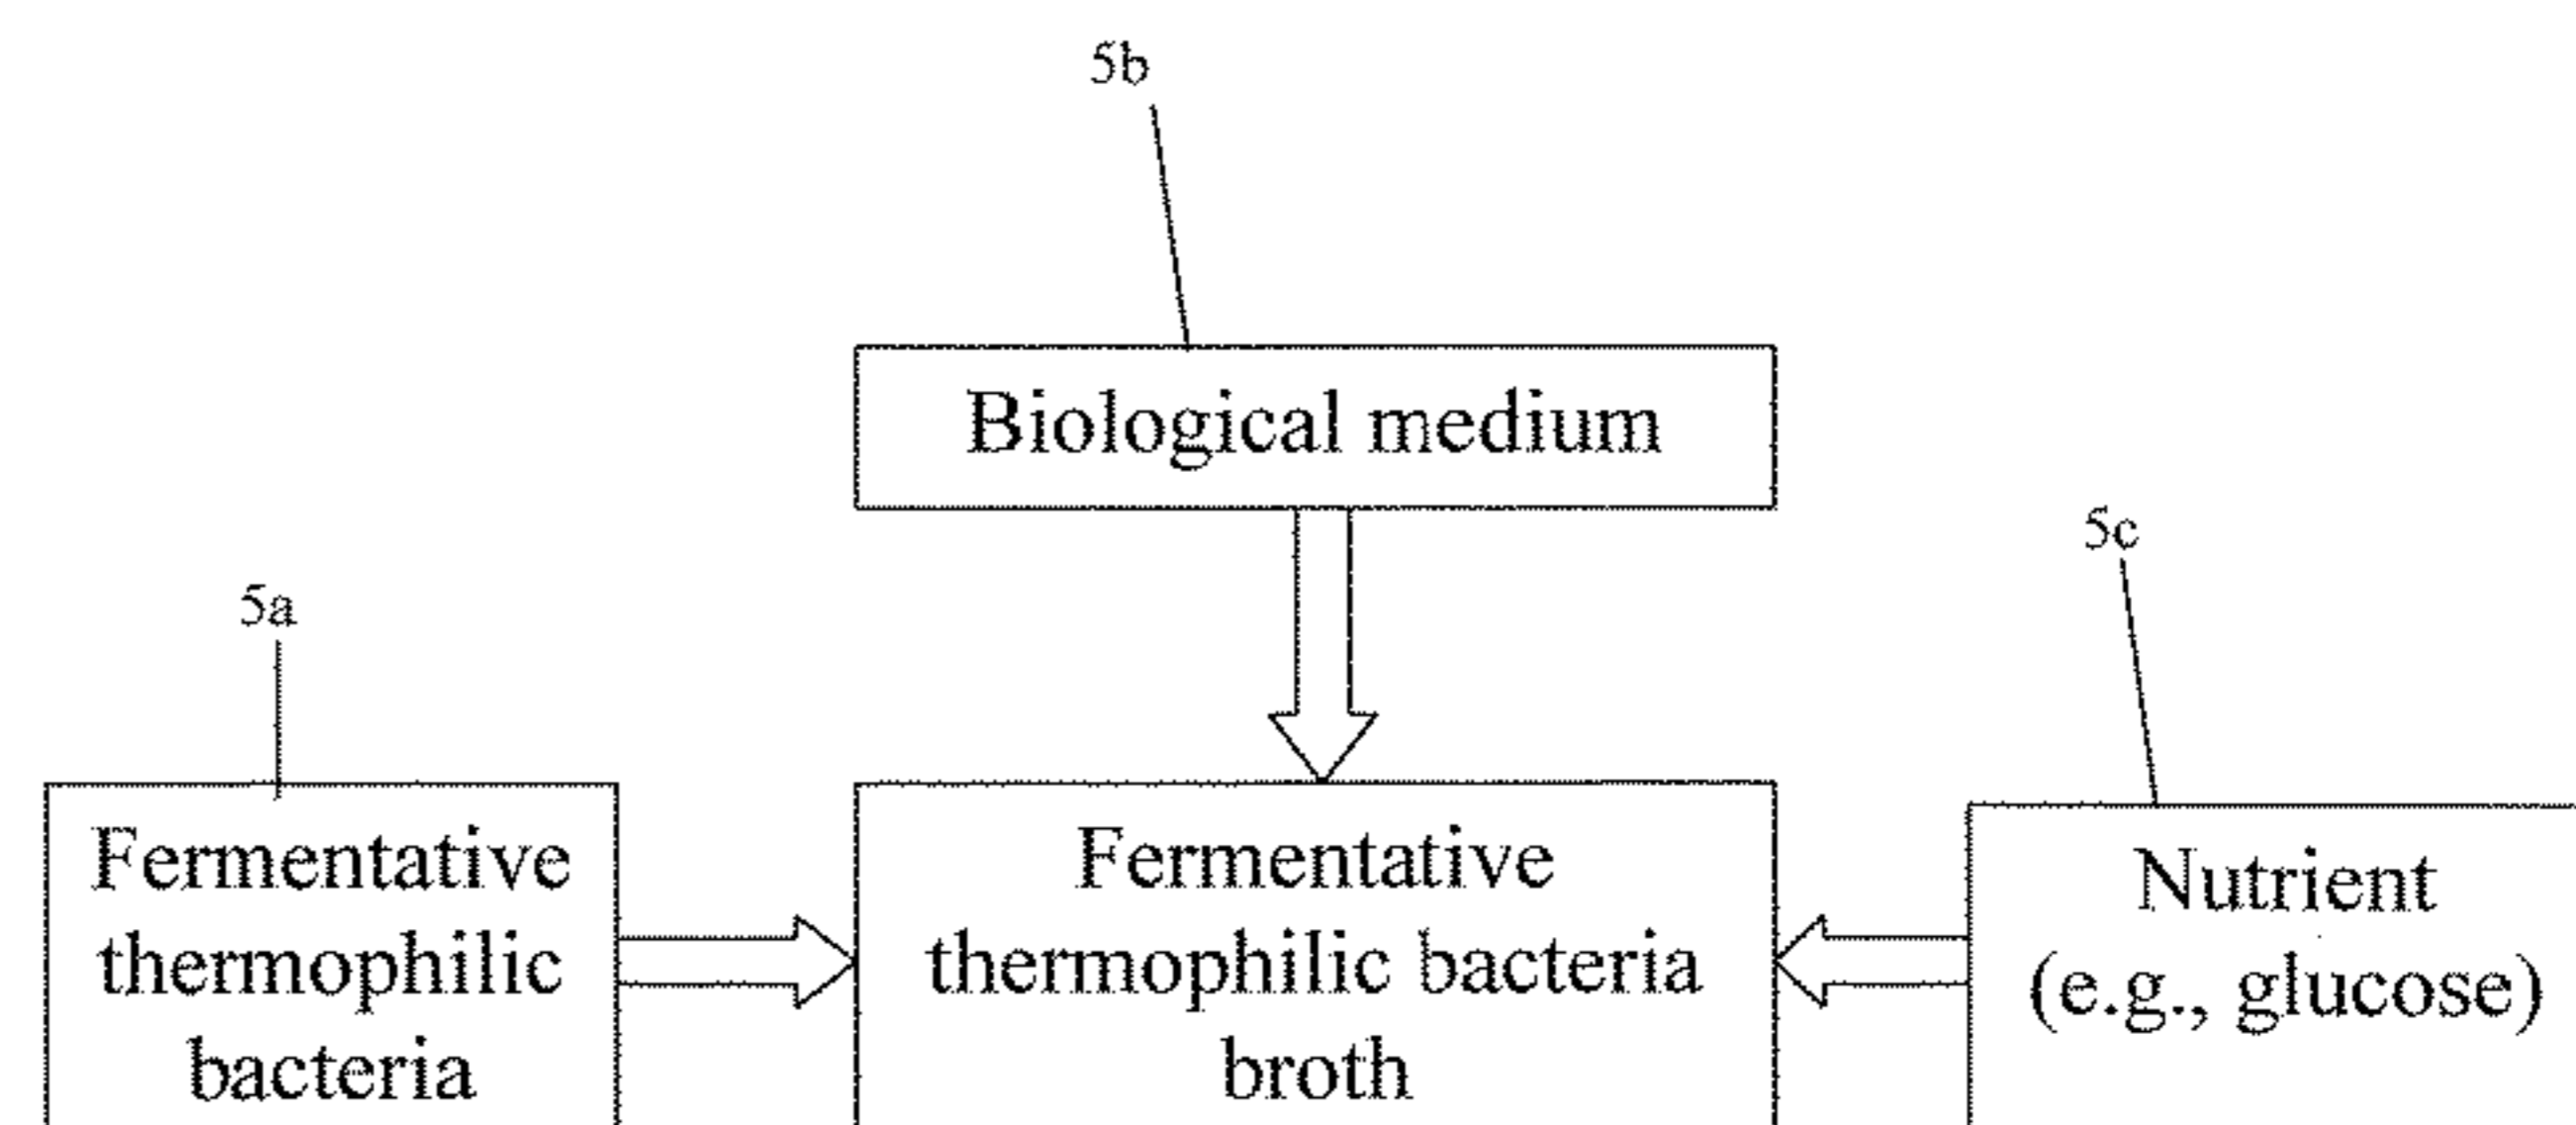 5b
Biological medium
5c
5a
Fermentative
thermophilic
bacteria
Fermentative
thermophilic bacteria
broth
Nutrient
(e.g., glucose)